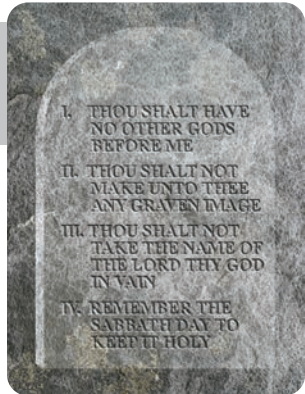 I. THOU SHALT HAVE
NO OTHER GODS
BEFORE ME
II. THOU SHALT NOT
MAKE UNTO THEE
ANY GRAVEN IMAGE
III. THOU SHALT NOT
TAKE THE NAME OF
THE LORD THY GOD
IN VAIN
IV. REMEMBER THE
SABBATH DAY TO
KEEP IT HOLY